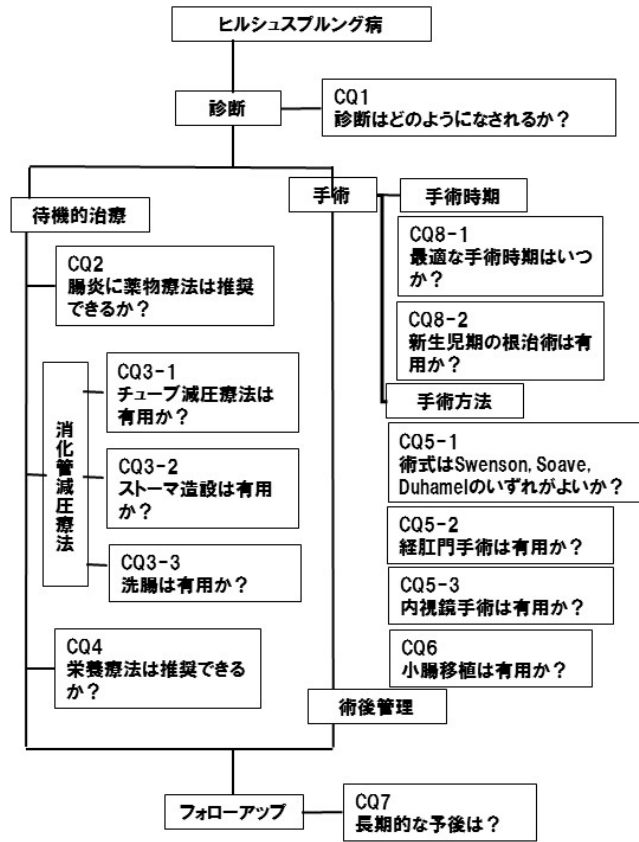 ヒルシュスプルング病
診断
CQ1
診断はどのようになされるか？
待機的治療
CQ2
腸炎に薬物療法は推奨
できるか？
消化管減圧療法
CQ3-1
チューブ減圧療法は
有用か？
CQ3-2
ストーマ造設は有用
か？
CQ3-3
洗腸は有用か？
CQ4
栄養療法は推奨できる
か？
手術
手術時期
CQ8-1
最適な手術時期はいつ
か？
CQ8-2
新生児期の根治術は有
用か？
手術方法
CQ5-1
術式はSwenson, Soave,
Duhamelのいずれがよいか？
CQ5-2
経肛門手術は有用か？
CQ5-3
内視鏡手術は有用か？
CQ6
小腸移植は有用か？
術後管理
フォローアップ
CQ7
長期的な予後は？